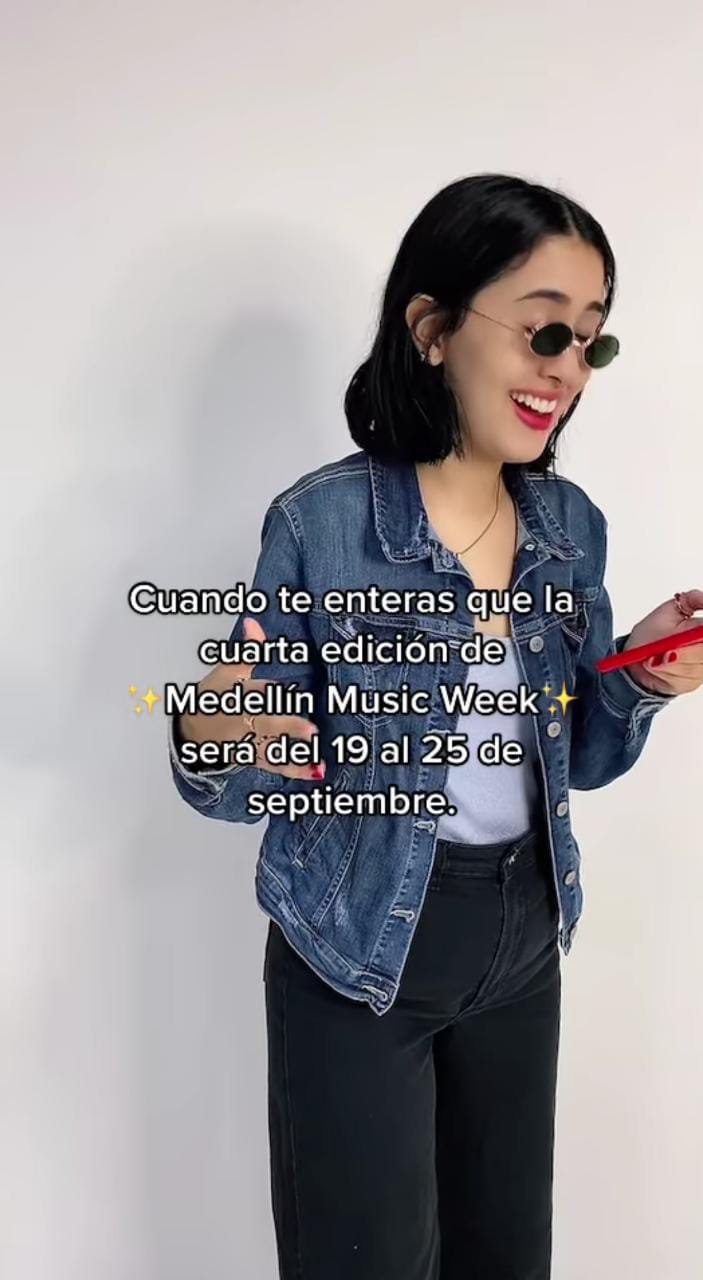 Cuando te enteras que la
cuarta edición de
✨Medellín Music Week✨
será del 19 al 25 de
septiembre.